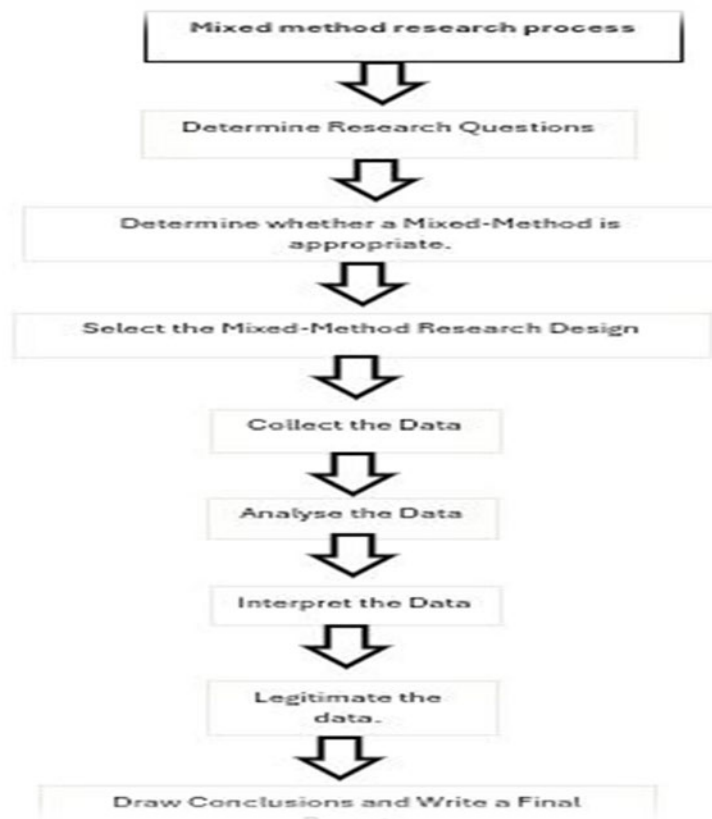 Mixed method research process
Determine Research Questions
Determine whether a Mixed-Method is
appropriate.
Select the Mixed-Method Research Design
Collect the Data
Analyse the Data
Interpret the Data
Legitimate the
data.
Draw Conclusions and Write a Final